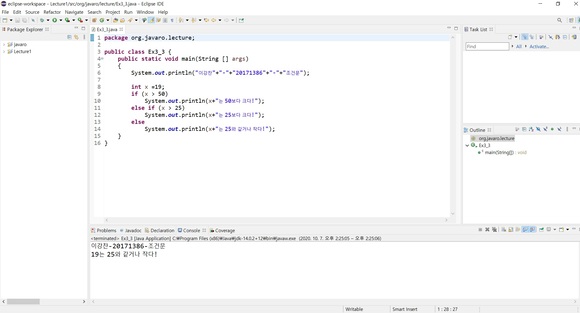 eclipse-workspace - Lecture1/src/org/javaro/lecture/Ex3_3.java - Eclipse IDE
File Edit Source Refactor Navigate Search Project Run Window Help
Package Explorer
javaro
Lecture1
Ex3_3.java
1 package org.javaro.lecture;
2
3 public class Ex3_3 {
4 public static void main(String [] args)
5 {
6 System.out.println("이강찬"+"-"+"20171386"+"-"+"조건문");
7
8 int x =19;
9 if (x > 50)
10 System.out.println(x+"는 50보다 크다!");
11 else if (x > 25)
12 System.out.println(x+"는 25보다 크다!");
13 else
14 System.out.println(x+"는 25와 같거나 작다!");
15 }
16 }
Task List
Find
All
Activate...
Outline
org.javaro.lecture
Ex3_3
main(String[]) : void
Problems Javadoc Declaration Console Coverage
<terminated> Ex3_3 [Java Application] C:\Program Files (x86)\Java\jdk-14.0.2+12\bin\javaw.exe (2020. 10. 7. 오후 2:25:05 – 오후 2:25:06)
이강찬-20171386-조건문
19는 25와 같거나 작다!
Writable
Smart Insert
1 : 28 : 27